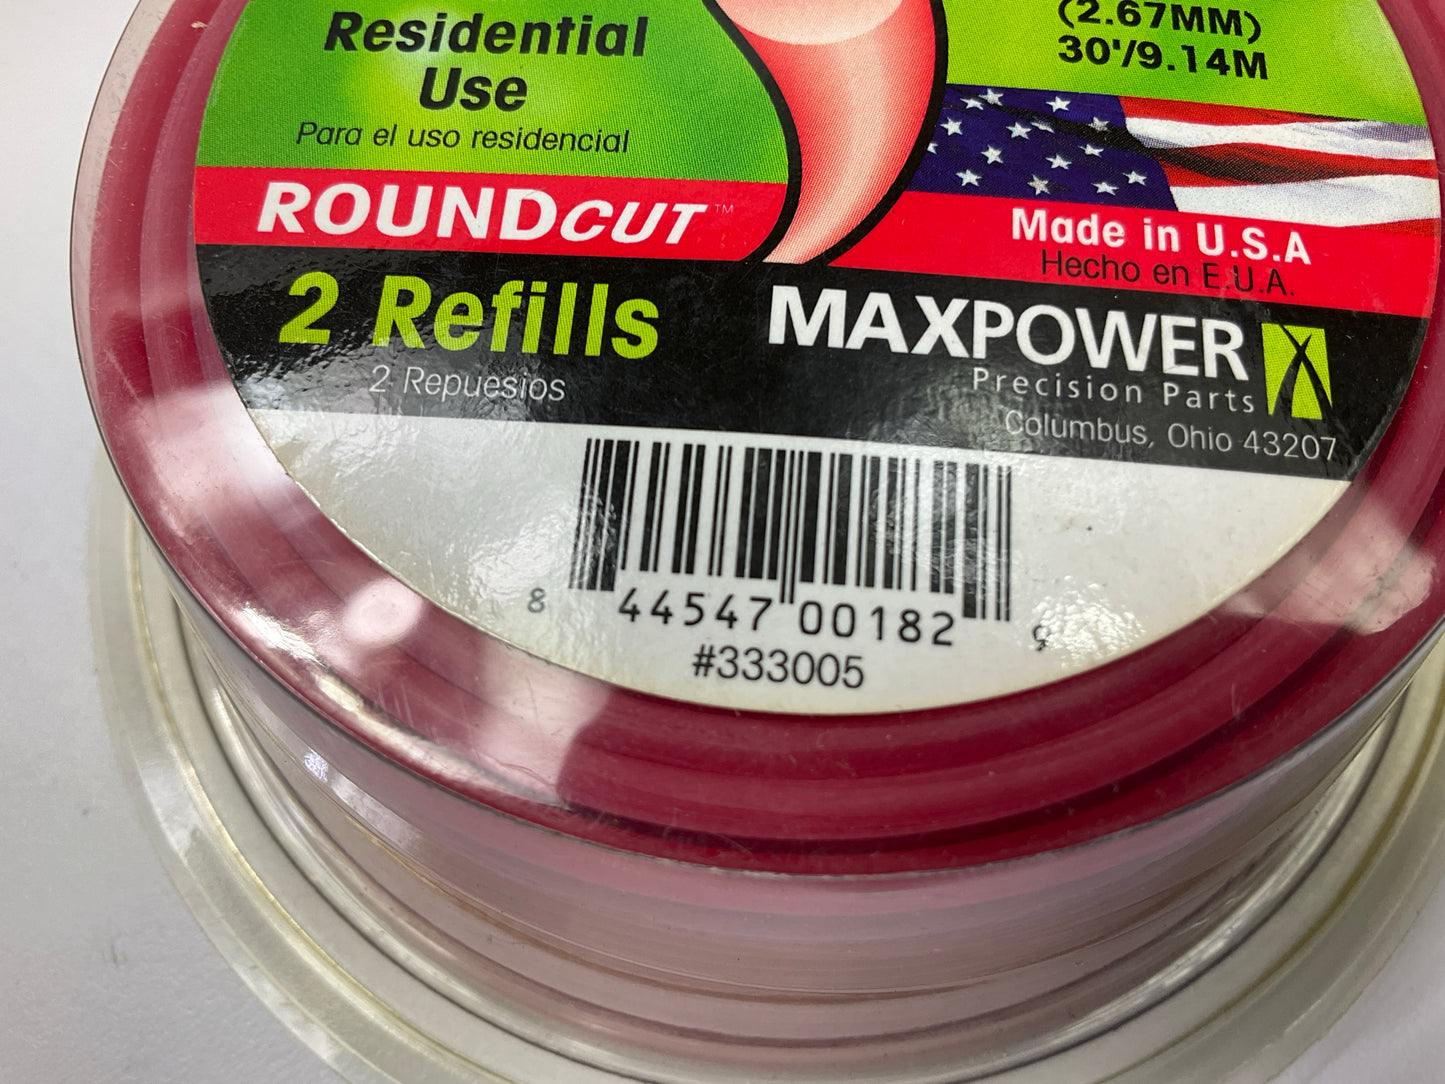 Residential
Use
Para el uso residencial
ROUNDCUT™
2 Refills
2 Repuesios
(2.67MM)
30'/9.14M
Made in U.S.A
Hecho en E.U.A.
MAXPOWER
Precision Parts
Columbus, Ohio 43207
8 44547 00182 9
#333005